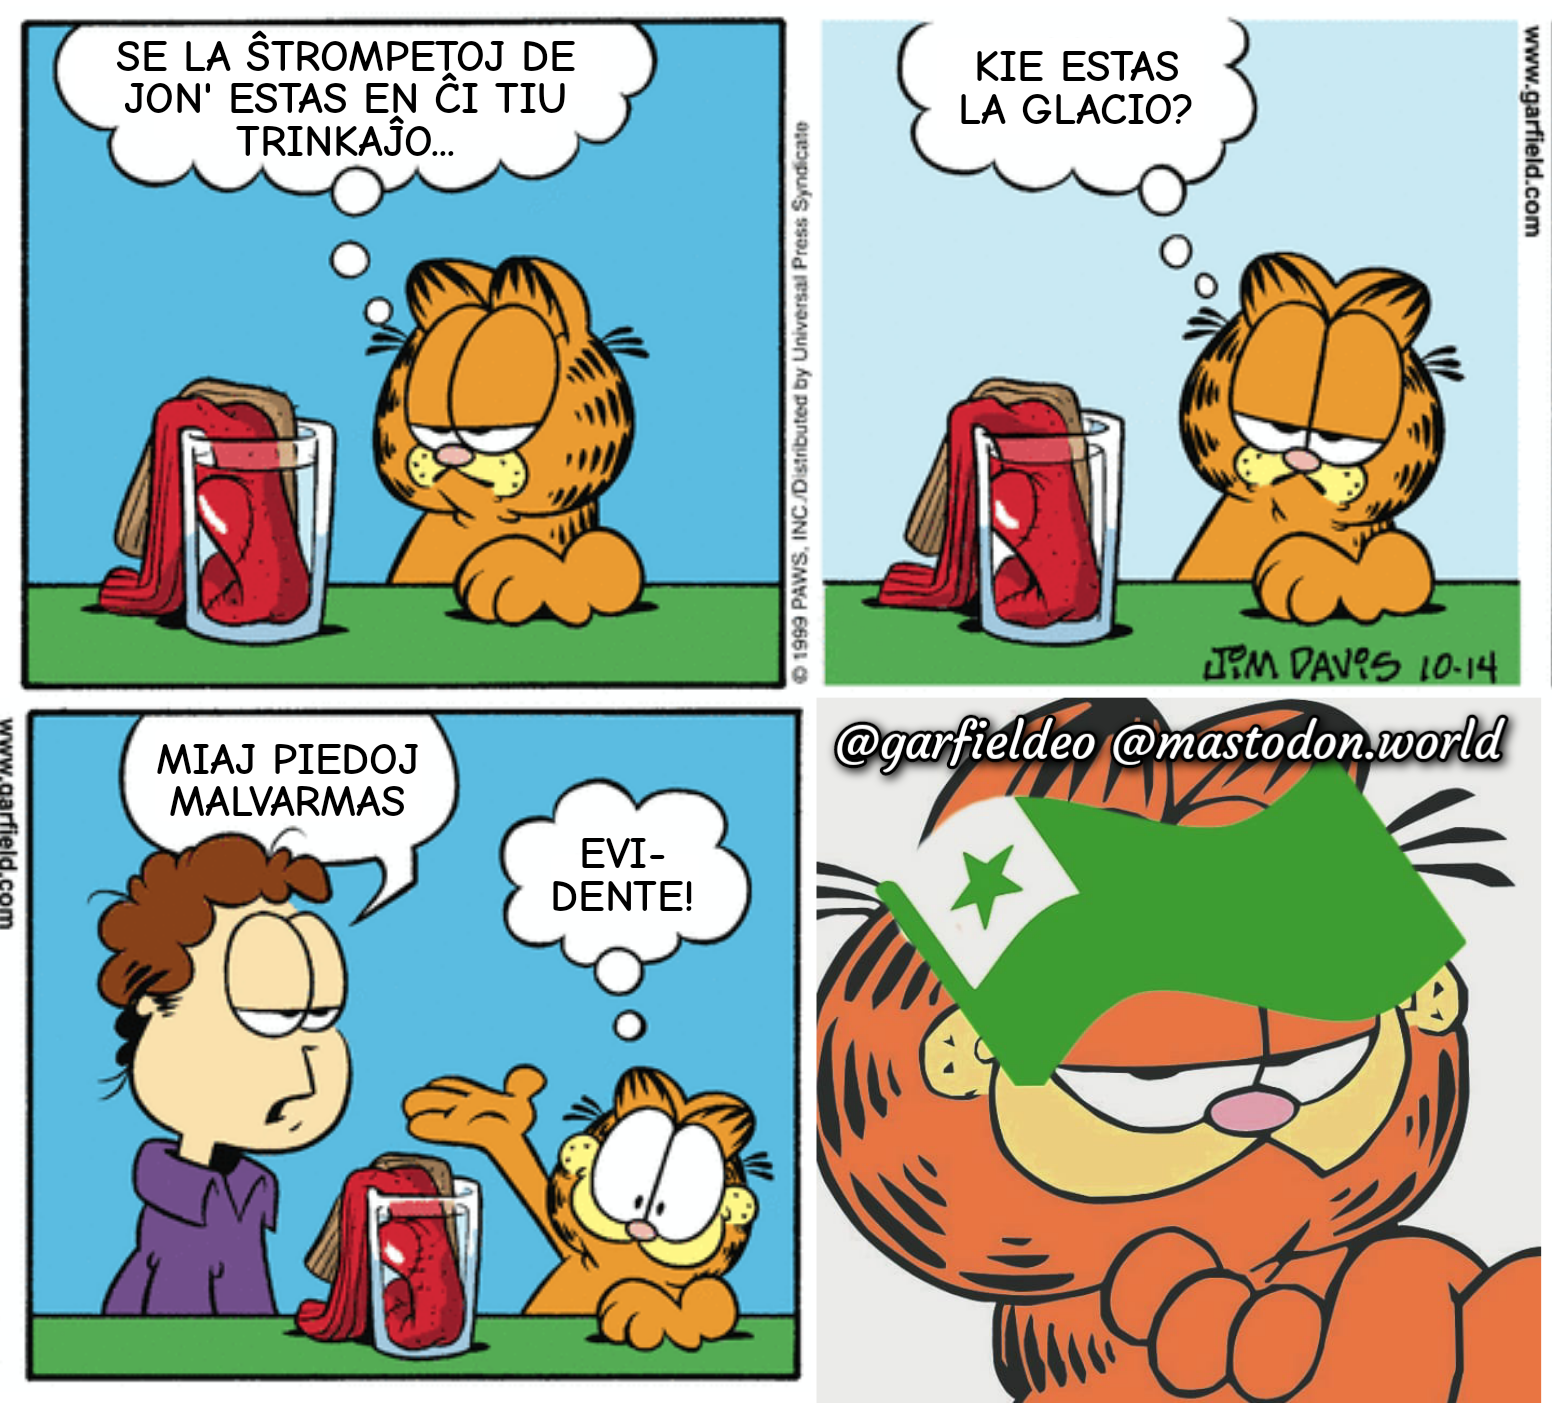 SE LA ŜTROMPETOJ DE
JON' ESTAS EN ĈI TIU
TRINKAĴO...
© 1999 PAWS, INC./Distributed by Universal Press Syndicate
KIE ESTAS
LA GLACIO?
www.garfield.com
JIM DAVIS 10-14
www.garfield.com
MIAJ PIEDOJ
MALVARMAS
EVI-
DENTE!
@garfieldeo @mastodon.world